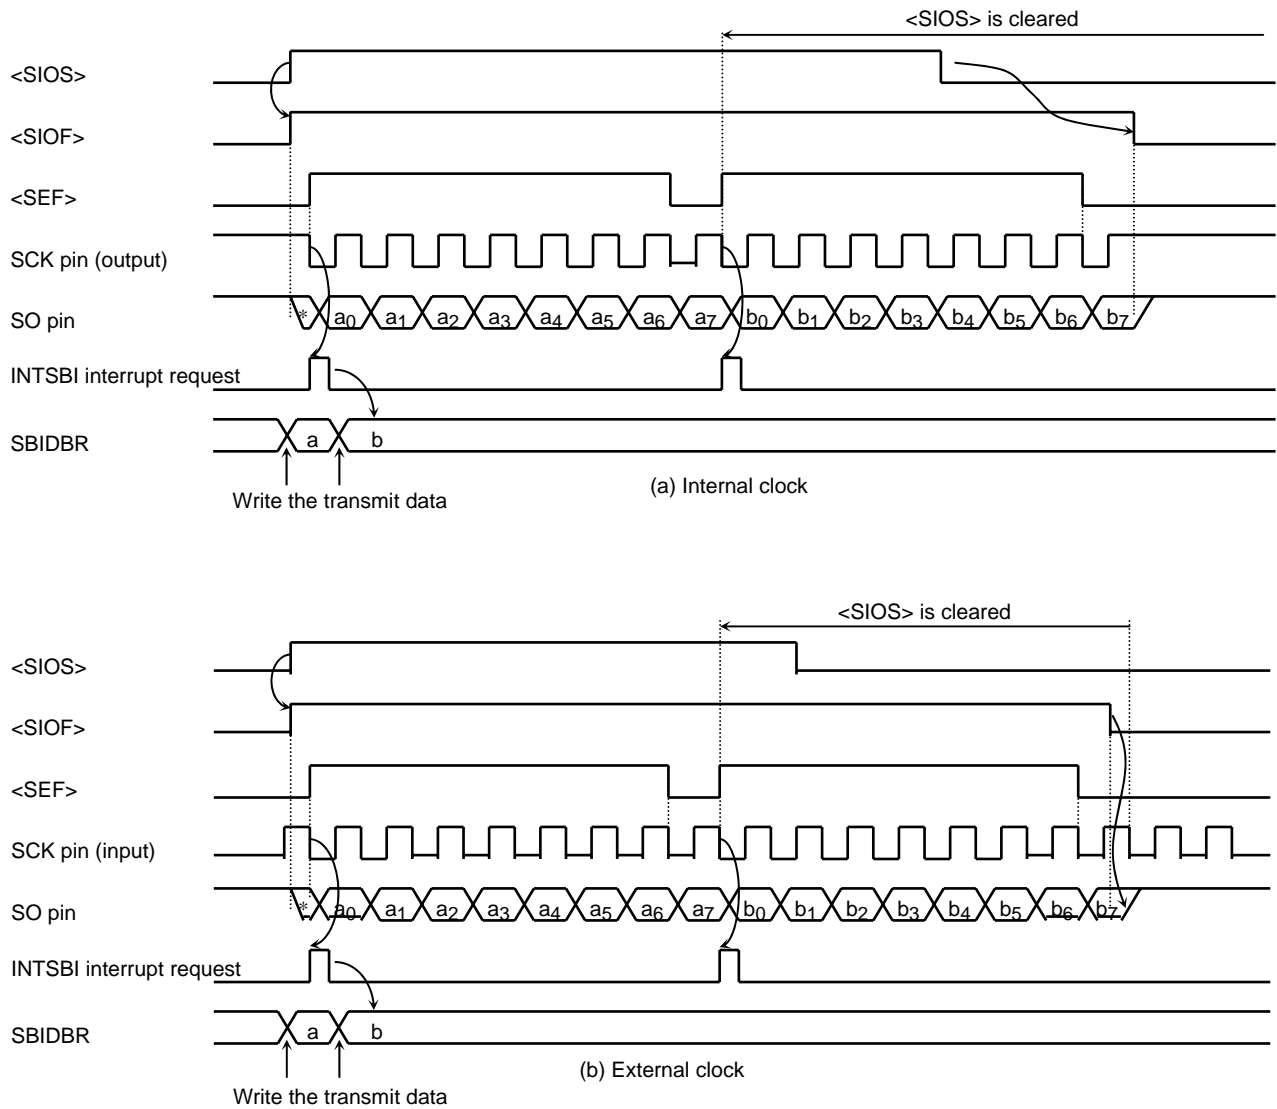 <SIOS> is cleared
<SIOS>
<SIOF>
<SEF>
SCK pin (output)
SO pin
* a0 a1 a2 a3 a4 a5 a6 a7 b0 b1 b2 b3 b4 b5 b6 b7
INTSBI interrupt request
SBIDBR
a b
(a) Internal clock
Write the transmit data
<SIOS> is cleared
<SIOS>
<SIOF>
<SEF>
SCK pin (input)
SO pin
* a0 a1 a2 a3 a4 a5 a6 a7 b0 b1 b2 b3 b4 b5 b6 b7
INTSBI interrupt request
SBIDBR
a b
(b) External clock
Write the transmit data